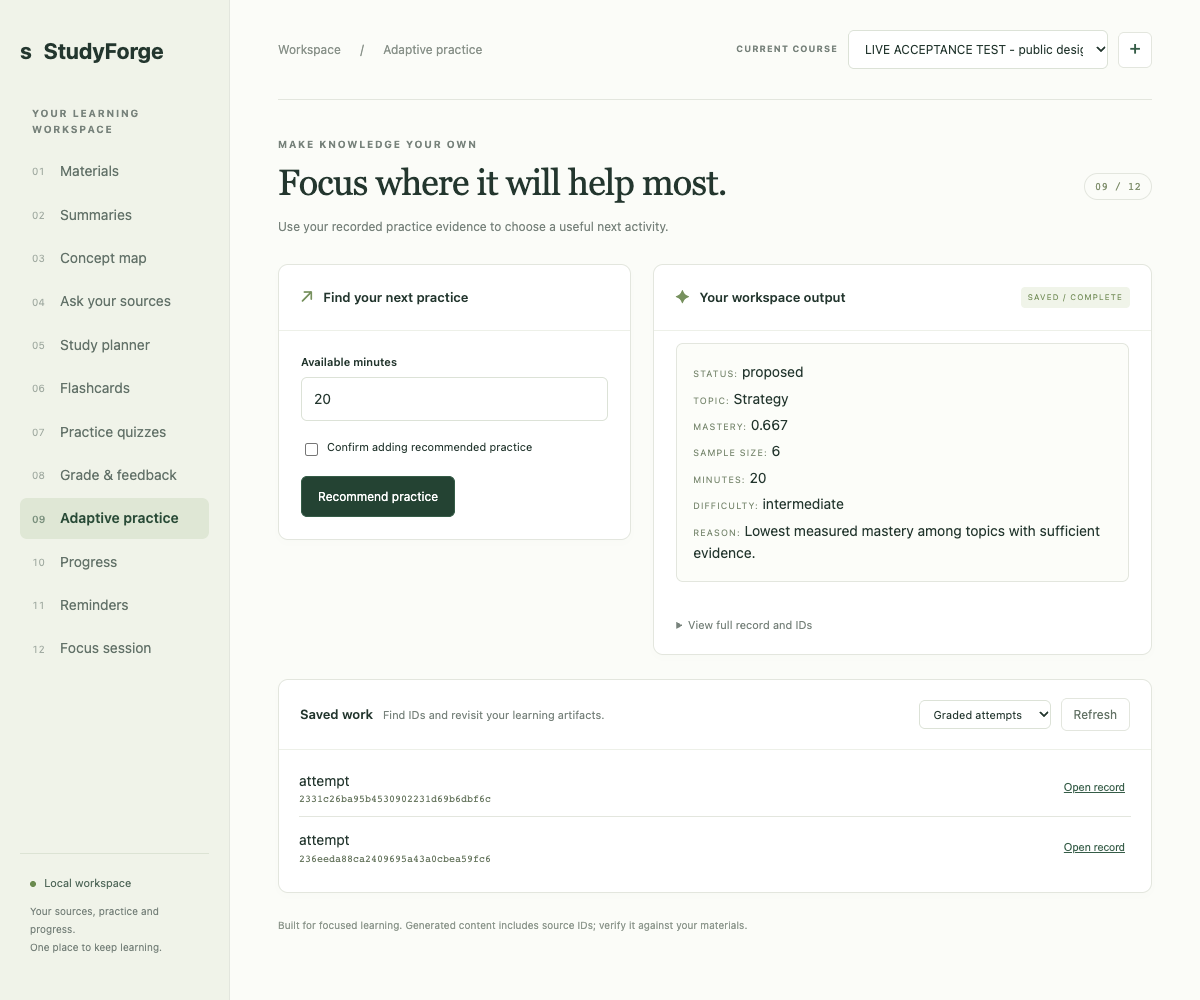 s StudyForge
YOUR LEARNING
WORKSPACE
01 Materials
02 Summaries
03 Concept map
04 Ask your sources
05 Study planner
06 Flashcards
07 Practice quizzes
08 Grade & feedback
09 Adaptive practice
10 Progress
11 Reminders
12 Focus session
Local workspace
Your sources, practice and
progress.
One place to keep learning.
Workspace / Adaptive practice
CURRENT COURSE
LIVE ACCEPTANCE TEST - public desig
+
MAKE KNOWLEDGE YOUR OWN
Focus where it will help most.
09 / 12
Use your recorded practice evidence to choose a useful next activity.
Find your next practice
Available minutes
20
Confirm adding recommended practice
Recommend practice
Your workspace output
SAVED / COMPLETE
STATUS: proposed
TOPIC: Strategy
MASTERY: 0.667
SAMPLE SIZE: 6
MINUTES: 20
DIFFICULTY: intermediate
REASON: Lowest measured mastery among topics with sufficient
evidence.
View full record and IDs
Saved work Find IDs and revisit your learning artifacts.
Graded attempts
Refresh
attempt
2331c26ba95b4530902231d69b6dbf6c
Open record
attempt
236eeda88ca2409695a43a0cbea59fc6
Open record
Built for focused learning. Generated content includes source IDs; verify it against your materials.